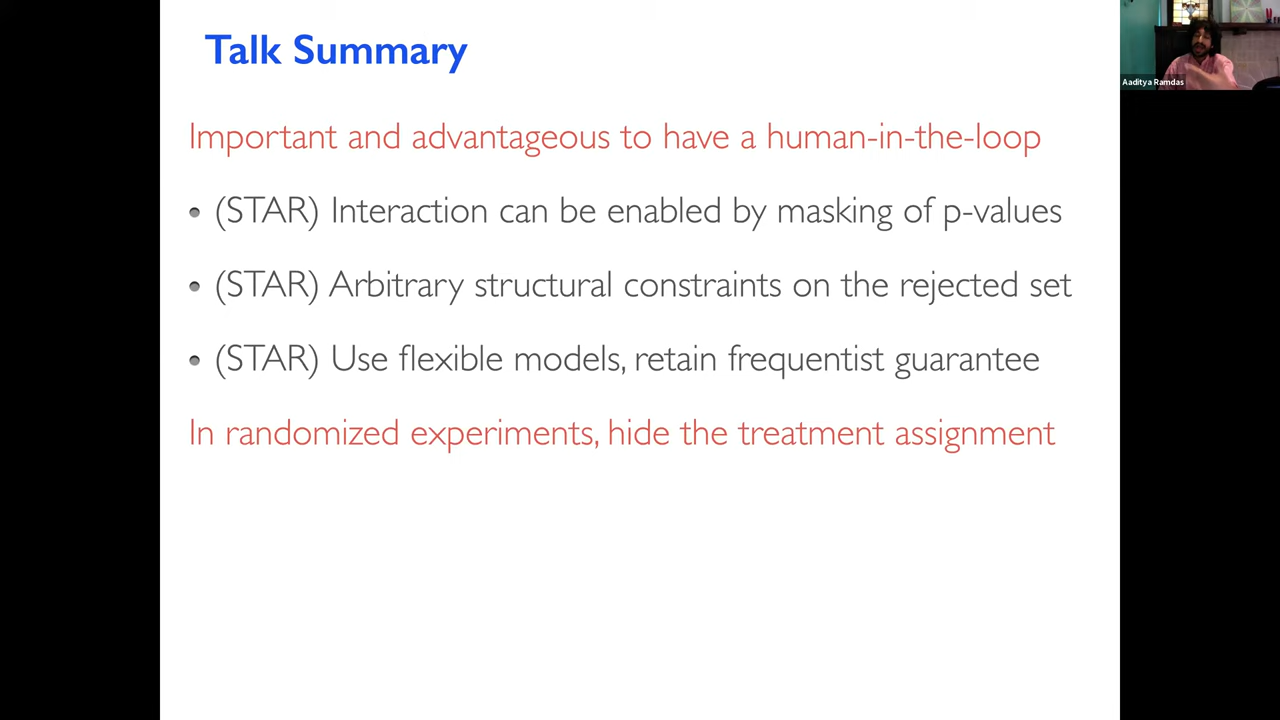 Talk Summary
Aaditya Ramdas
Important and advantageous to have a human-in-the-loop
• (STAR) Interaction can be enabled by masking of p-values
• (STAR) Arbitrary structural constraints on the rejected set
• (STAR) Use flexible models, retain frequentist guarantee
In randomized experiments, hide the treatment assignment